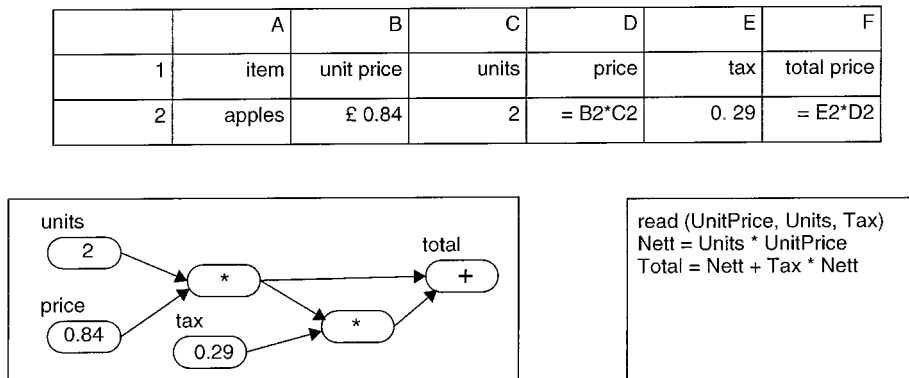 A B C D E F
1 item unit price units price tax total price
2 apples £ 0.84 2 = B2*C2 0. 29 = E2*D2
units
2
*
total
+
price
0.84
tax
0.29
*
read (UnitPrice, Units, Tax)
Nett = Units * UnitPrice
Total = Nett + Tax * Nett